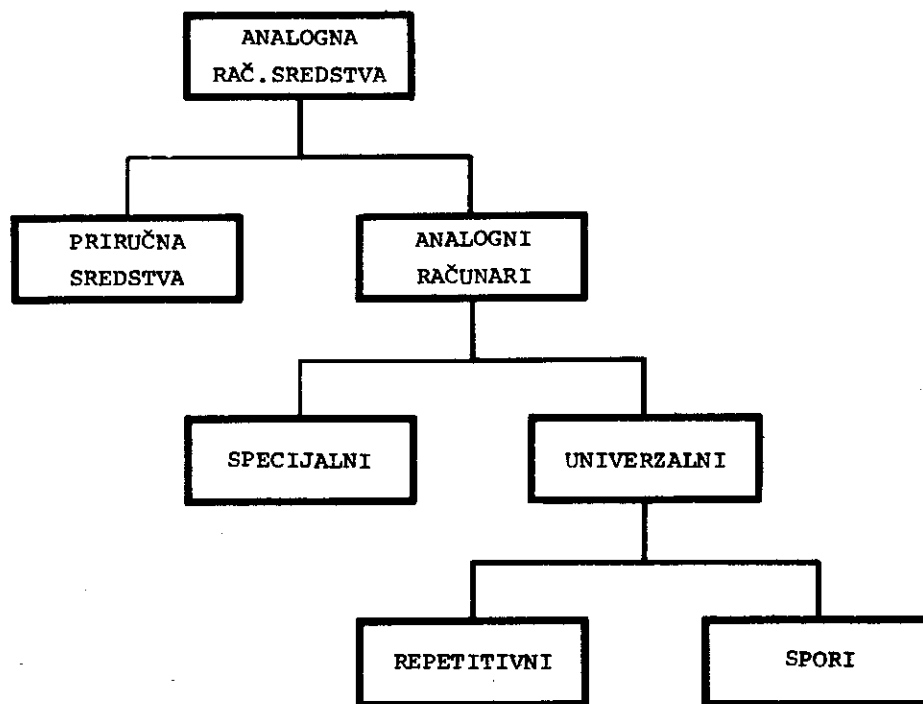 ANALOGNA
RAČ.SREDSTVA
PRIRUČNA
SREDSTVA
ANALOGNI
RAČUNARI
SPECIJALNI
UNIVERZALNI
REPETITIVNI
SPORI